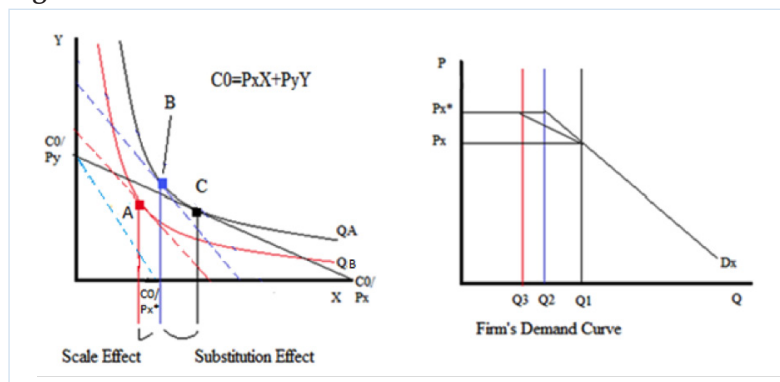 Y
C0=PxX+PyY
B
C0/
Py
C
A
QA
QB
C0/
Px*
X
C0/
Px
Scale Effect
Substitution Effect
P
Px*
Px
Dx
Q3
Q2
Q1
Q
Firm's Demand Curve